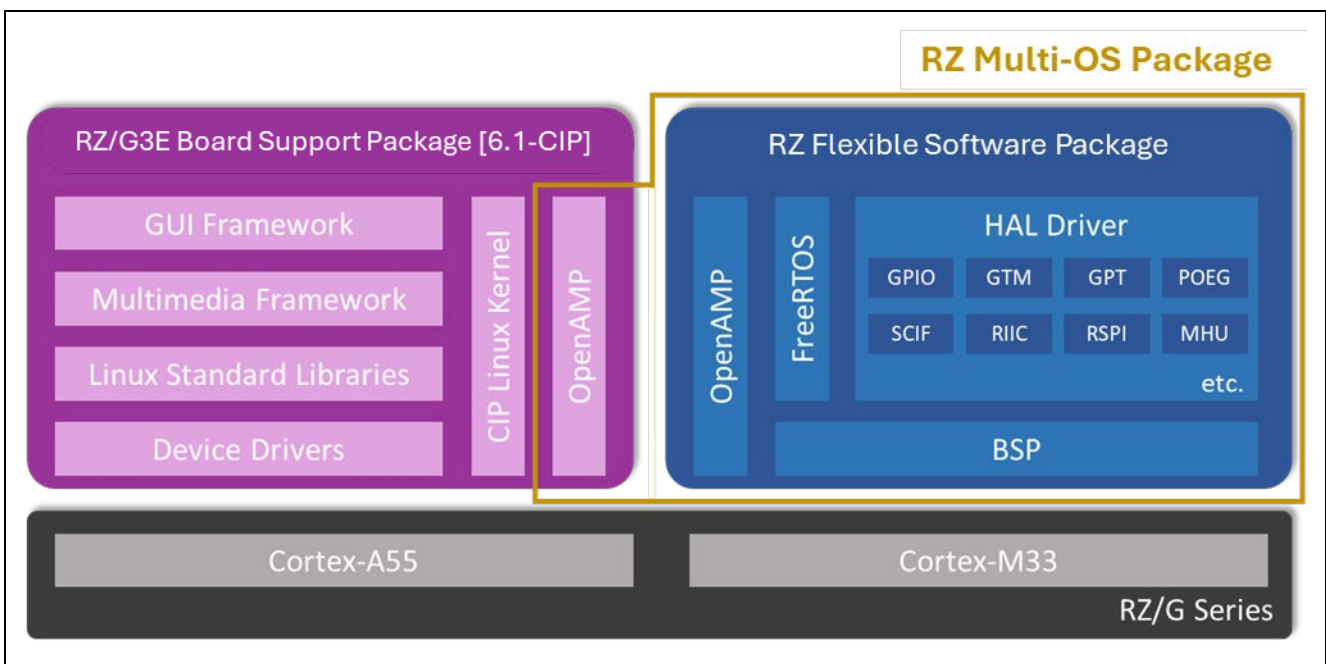 RZ Multi-OS Package
RZ/G3E Board Support Package [6.1-CIP]
GUI Framework
Multimedia Framework
Linux Standard Libraries
Device Drivers
CIP Linux Kernel
OpenAMP
RZ Flexible Software Package
OpenAMP
FreeRTOS
HAL Driver
GPIO GTM GPT POEG
SCIF RIIC RSPI MHU
etc.
BSP
Cortex-A55
Cortex-M33
RZ/G Series